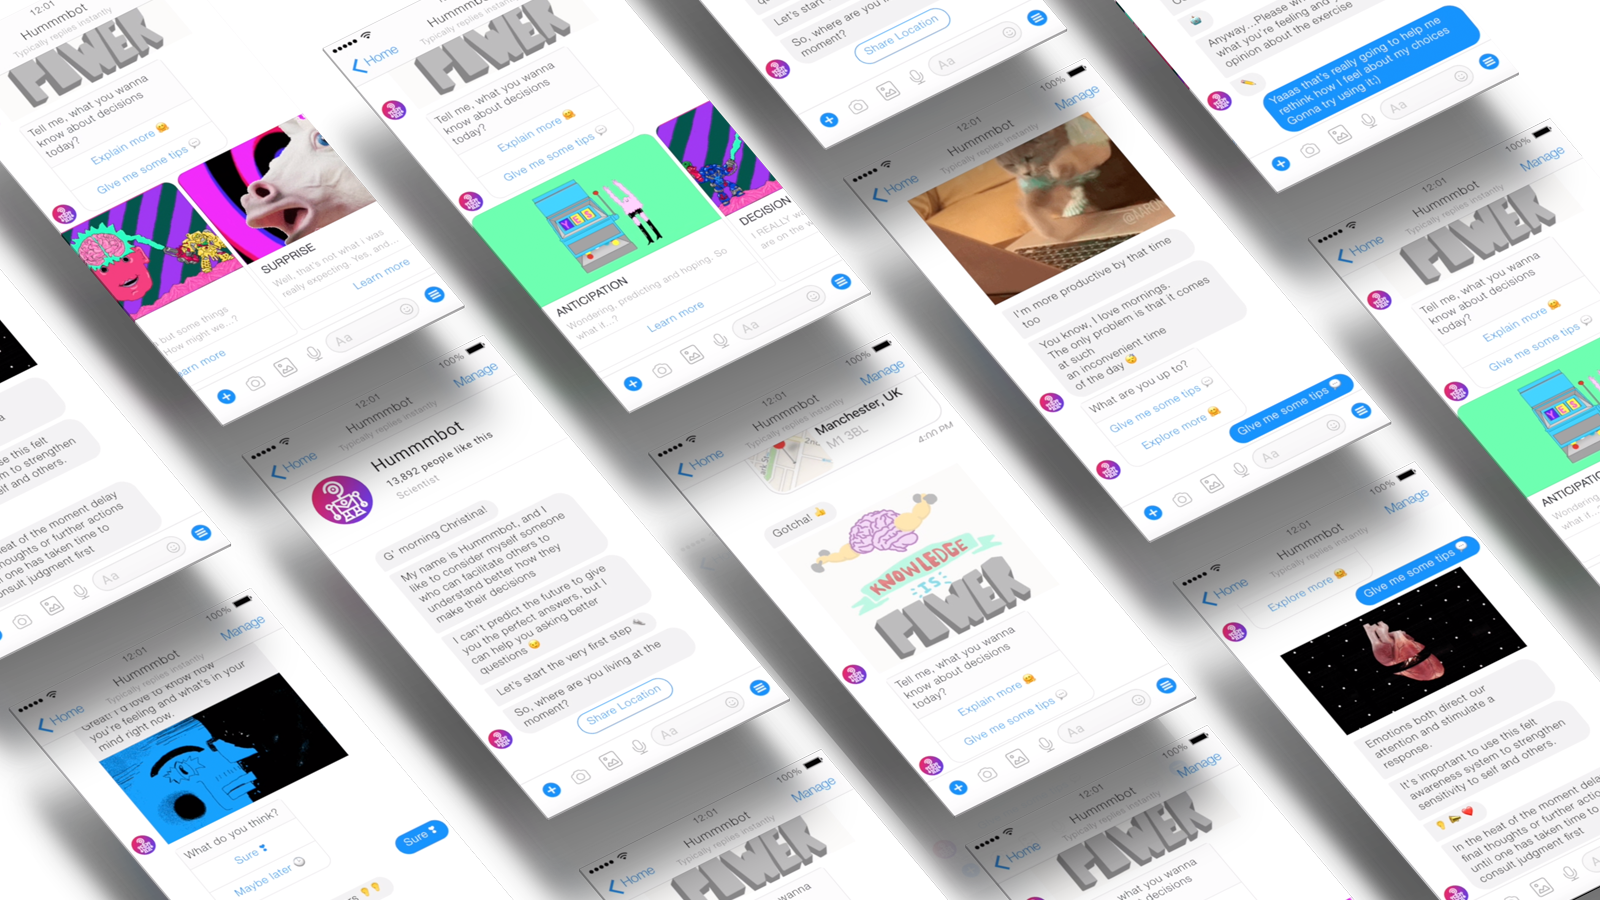 12:01
Hummmbot
Typically replies instantly
POWER
Tell me, what you wanna
know about decisions
today?
Explain more
Give me some tips
SURPRISE
Well, that's not what I was
really expecting. Yes, and...
Learn more
but some things
How might we...?
earn more
Aa
Home
Hummmbot
Typically replies instantly
POWER
Tell me, what you wanna
know about decisions
today?
Explain more
Give me some tips
YES
ANTICIPATION
Wondering, predicting and hoping. So
what if...?
Learn more
DECISION
I REALLY w
are on the w
Aa
Let's start
So, where are you
moment?
Share Location
Aa
100%
Home
12:01
Hummmbot
Typically replies instantly
Manage
I'm more productive by that time
too
You know, I love mornings.
The only problem is that it comes
at such
an inconvenient time
of the day
What are you up to?
Give me some tips
Explore more
Give me some tips
Aa
Anyway...Please
what you're feeling and
opinion about the exercise
Yaaas that's really going to help me
rethink how I feel about my choices
Gonna try using it;)
Aa
100%
Home
12:01
Hummmbot
Typically replies instantly
Manage
POWER
Tell me, what you wanna
know about decisions
today?
Explain more
Give me some tips
YES
ANTICIPATIO
Wondering
what if...?
se this felt
m to strengthen
elf and others.
eat of the moment delay
houghts or further actions
il one has taken time to
onsult judgment first
Aa
100%
Home
12:01
Hummmbot
Typically replies instantly
Manage
Hummmbot
13,892 people like this
Scientist
G' morning Christina!
My name is Hummmbot, and I
like to consider myself someone
who can facilitate others to
understand better how they
make their decisions
I can't predict the future to give
you the perfect answers, but I
can help you asking better
questions
Let's start the very first step
So, where are you living at the
moment?
Share Location
Aa
100%
Home
12:01
Hummmbot
Typically replies instantly
Manage
Manchester, UK
M1 3BL
4:00 PM
Gotcha!
KNOWLEDGE
IS:
POWER
Tell me, what you wanna
know about decisions
today?
Explain more
Give me some tips
Aa
100%
Home
12:01
Hummmbot
Typically replies instantly
Manage
Explore more
Give me some tips
Emotions both direct our
attention and stimulate a
response.
It's important to use this felt
awareness system to strengthen
sensitivity to self and others.
In the heat of the moment dela
final thoughts or further actio
until one has taken time to
consult judgment first
Aa
100%
Home
12:01
Hummmbot
Typically replies instantly
Manage
you're feeling and what's in your
mind right now.
What do you think?
Sure
Maybe later
Sure
100%
Home
12:01
Hummmbot
Typically replies instantly
Manage
POWER
what you wanna
decisions
100%
Home
12:01
Hummmbot
Typically replies instantly
Manage
POWER
what you wanna
decisions